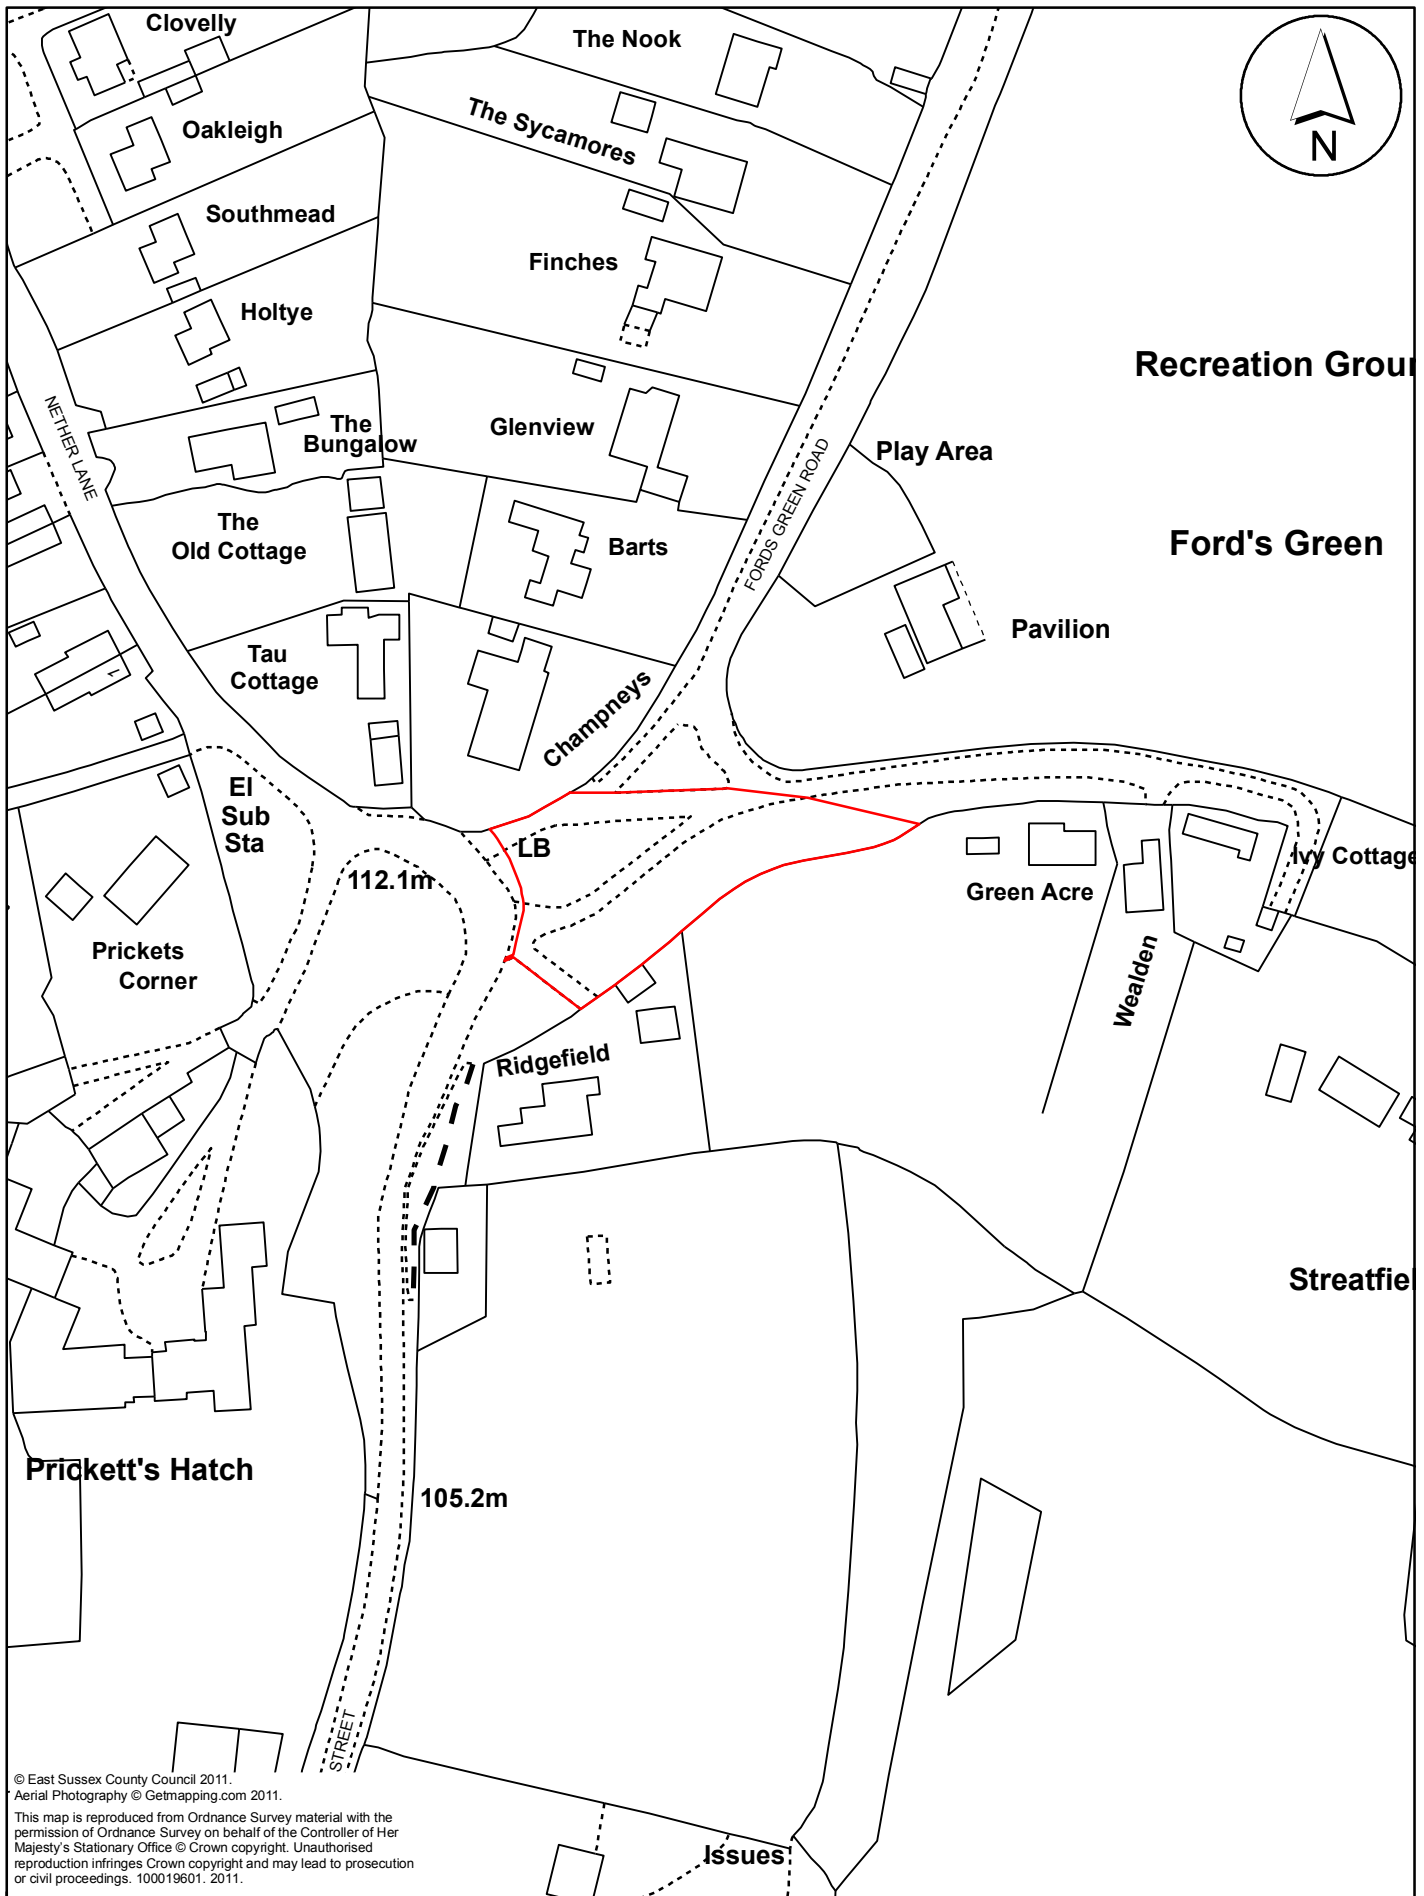 Clovelly
The Nook
N
Oakleigh
The Sycamores
Southmead
Finches
Holtye
Recreation Groun
NETHER LANE
The
Bungalow
Glenview
Play Area
FORDS GREEN ROAD
The
Old Cottage
Barts
Ford's Green
Pavilion
Tau
Cottage
1
Champneys
El
Sub
Sta
LB
112.1m
Ivy Cottage
Green Acre
Prickets
Corner
Wealden
Ridgefield
Streatfiel
Prickett's Hatch
105.2m
STREET
Issues
© East Sussex County Council 2011.
Aerial Photography © Getmapping.com 2011.
This map is reproduced from Ordnance Survey material with the
permission of Ordnance Survey on behalf of the Controller of Her
Majesty's Stationary Office © Crown copyright. Unauthorised
reproduction infringes Crown copyright and may lead to prosecution
or civil proceedings. 100019601. 2011.